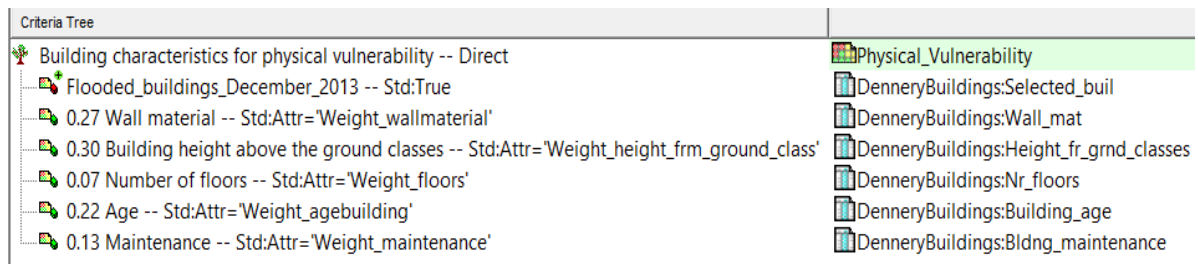 Criteria Tree
Building characteristics for physical vulnerability -- Direct Physical_Vulnerability
Flooded_buildings_December_2013 -- Std:True DenneryBuildings:Selected_buil
0.27 Wall material -- Std:Attr='Weight_wallmaterial' DenneryBuildings:Wall_mat
0.30 Building height above the ground classes -- Std:Attr='Weight_height_frm_ground_class' DenneryBuildings:Height_fr_grnd_classes
0.07 Number of floors -- Std:Attr='Weight_floors' DenneryBuildings:Nr_floors
0.22 Age -- Std:Attr='Weight_agebuilding' DenneryBuildings:Building_age
0.13 Maintenance -- Std:Attr='Weight_maintenance' DenneryBuildings:Bldng_maintenance